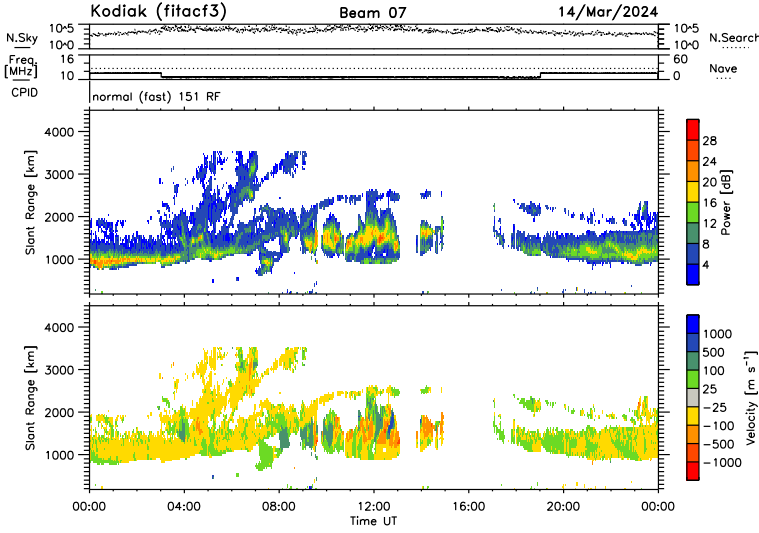 Kodiak (fitacf3) Beam 07 14/Mar/2024
N.Sky 10^5 10^0 10^5 10^0 N.Search
Freq. [MHz] 16 10 60 0 Nave
CPID normal (fast) 151 RF
Slant Range [km] 4000 3000 2000 1000
28 24 20 16 12 8 4 Power [dB]
Slant Range [km] 4000 3000 2000 1000
1000 500 100 25 −25 −100 −500 −1000 Velocity [m s⁻¹]
00:00 04:00 08:00 12:00 16:00 20:00 00:00
Time UT